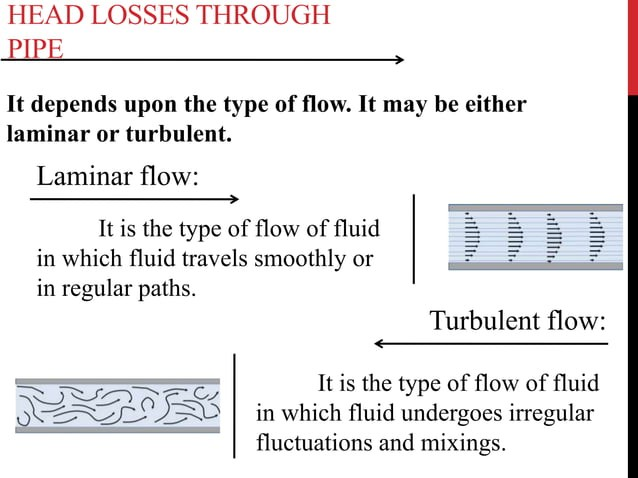 HEAD LOSSES THROUGH
PIPE
It depends upon the type of flow. It may be either
laminar or turbulent.
Laminar flow:
It is the type of flow of fluid
in which fluid travels smoothly or
in regular paths.
Turbulent flow:
It is the type of flow of fluid
in which fluid undergoes irregular
fluctuations and mixings.